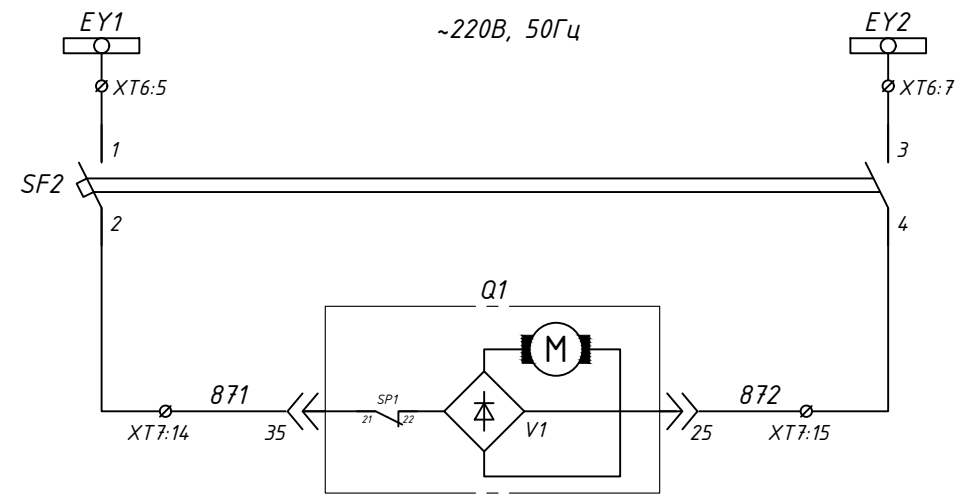 EY1
~220В, 50Гц
EY2
XT6:5
XT6:7
1
3
SF2
2
4
Q1
M
871
SP1
872
21
22
V1
XT7:14
35
25
XT7:15